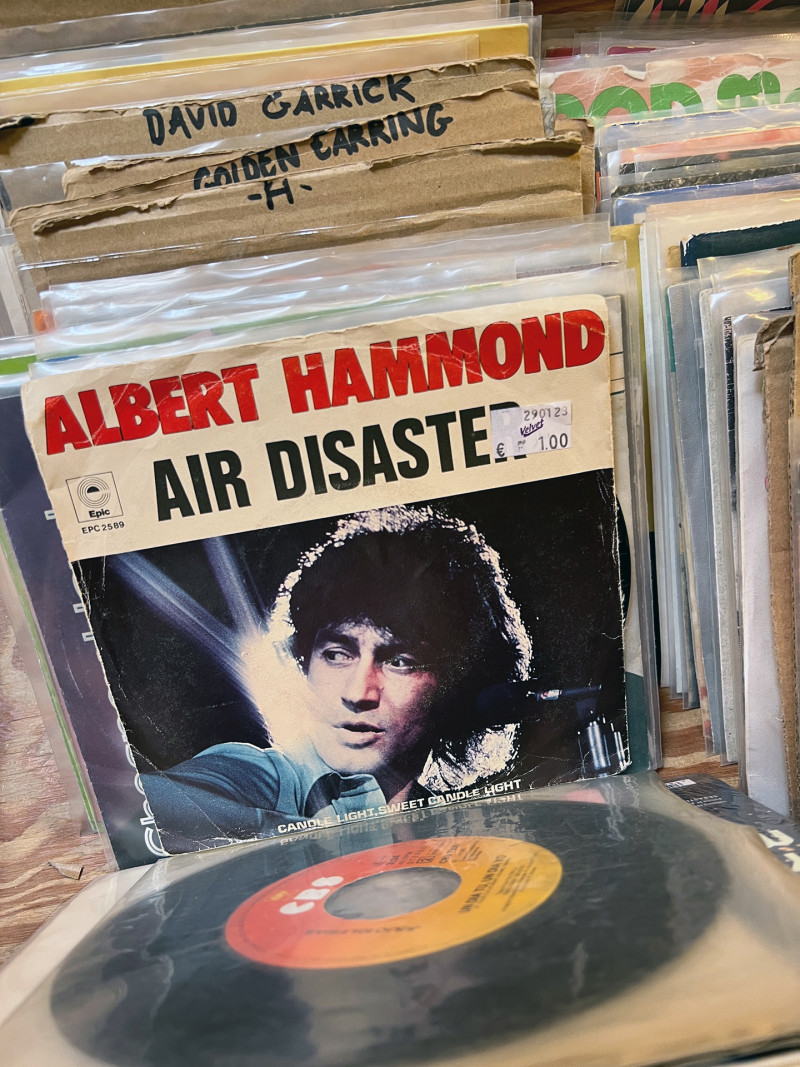 DAVID GARRICK
GOLDEN EARRING
-H-
ALBERT HAMMOND
AIR DISASTER
290123
Velvet
€ 1.00
Epic
EPC 2589
CANDLE LIGHT, SWEET CANDLE LIGHT
CBS